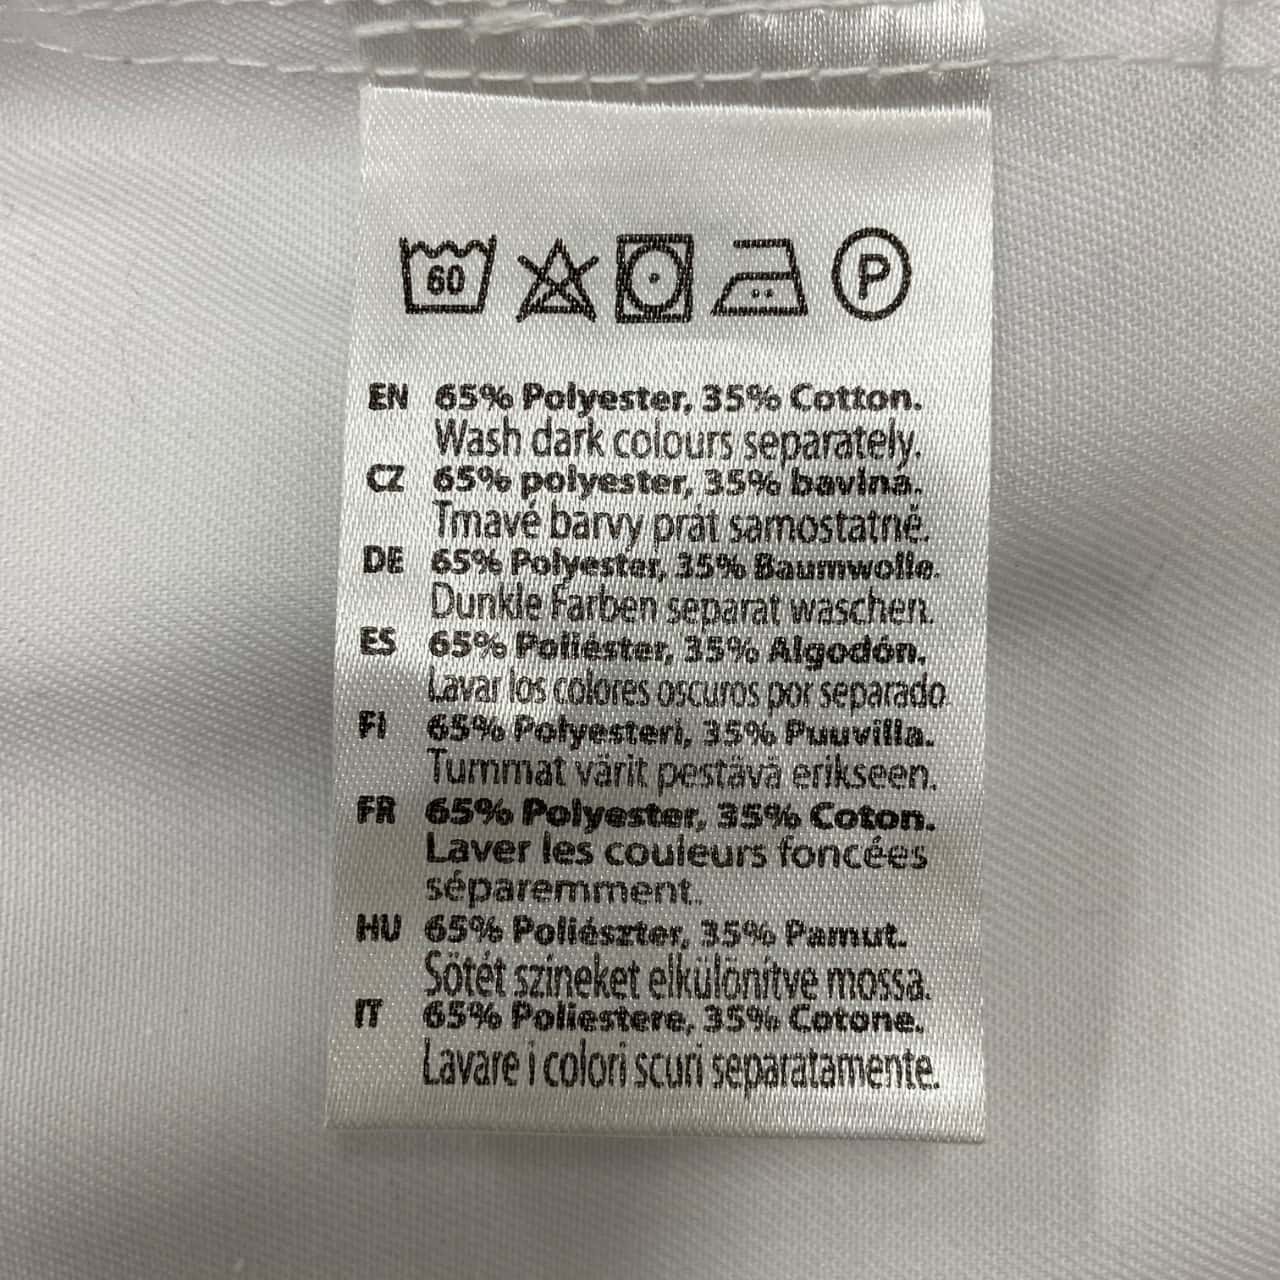 60 P
EN 65% Polyester, 35% Cotton.
Wash dark colours separately.
CZ 65% polyester, 35% bavlna.
Tmavé barvy prát samostatně.
DE 65% Polyester, 35% Baumwolle.
Dunkle Farben separat waschen.
ES 65% Poliéster, 35% Algodón.
Lavar los colores oscuros por separado
FI 65% Polyesteri, 35% Puuvilla.
Tummat värit pestävä erikseen.
FR 65% Polyester, 35% Coton.
Laver les couleurs foncées
séparemment.
HU 65% Poliészter, 35% Pamut.
Sötét színeket elkülönítve mossa.
IT 65% Poliestere, 35% Cotone.
Lavare i colori scuri separatamente.